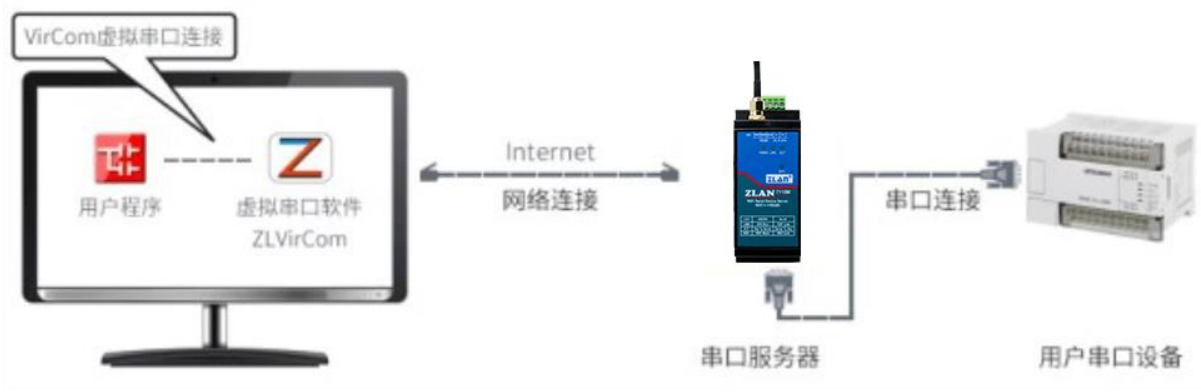 VirCom虚拟串口连接
用户程序
虚拟串口软件
ZLVirCom
Internet
网络连接
ZLAN
ZLAN
串口服务器
串口连接
用户串口设备